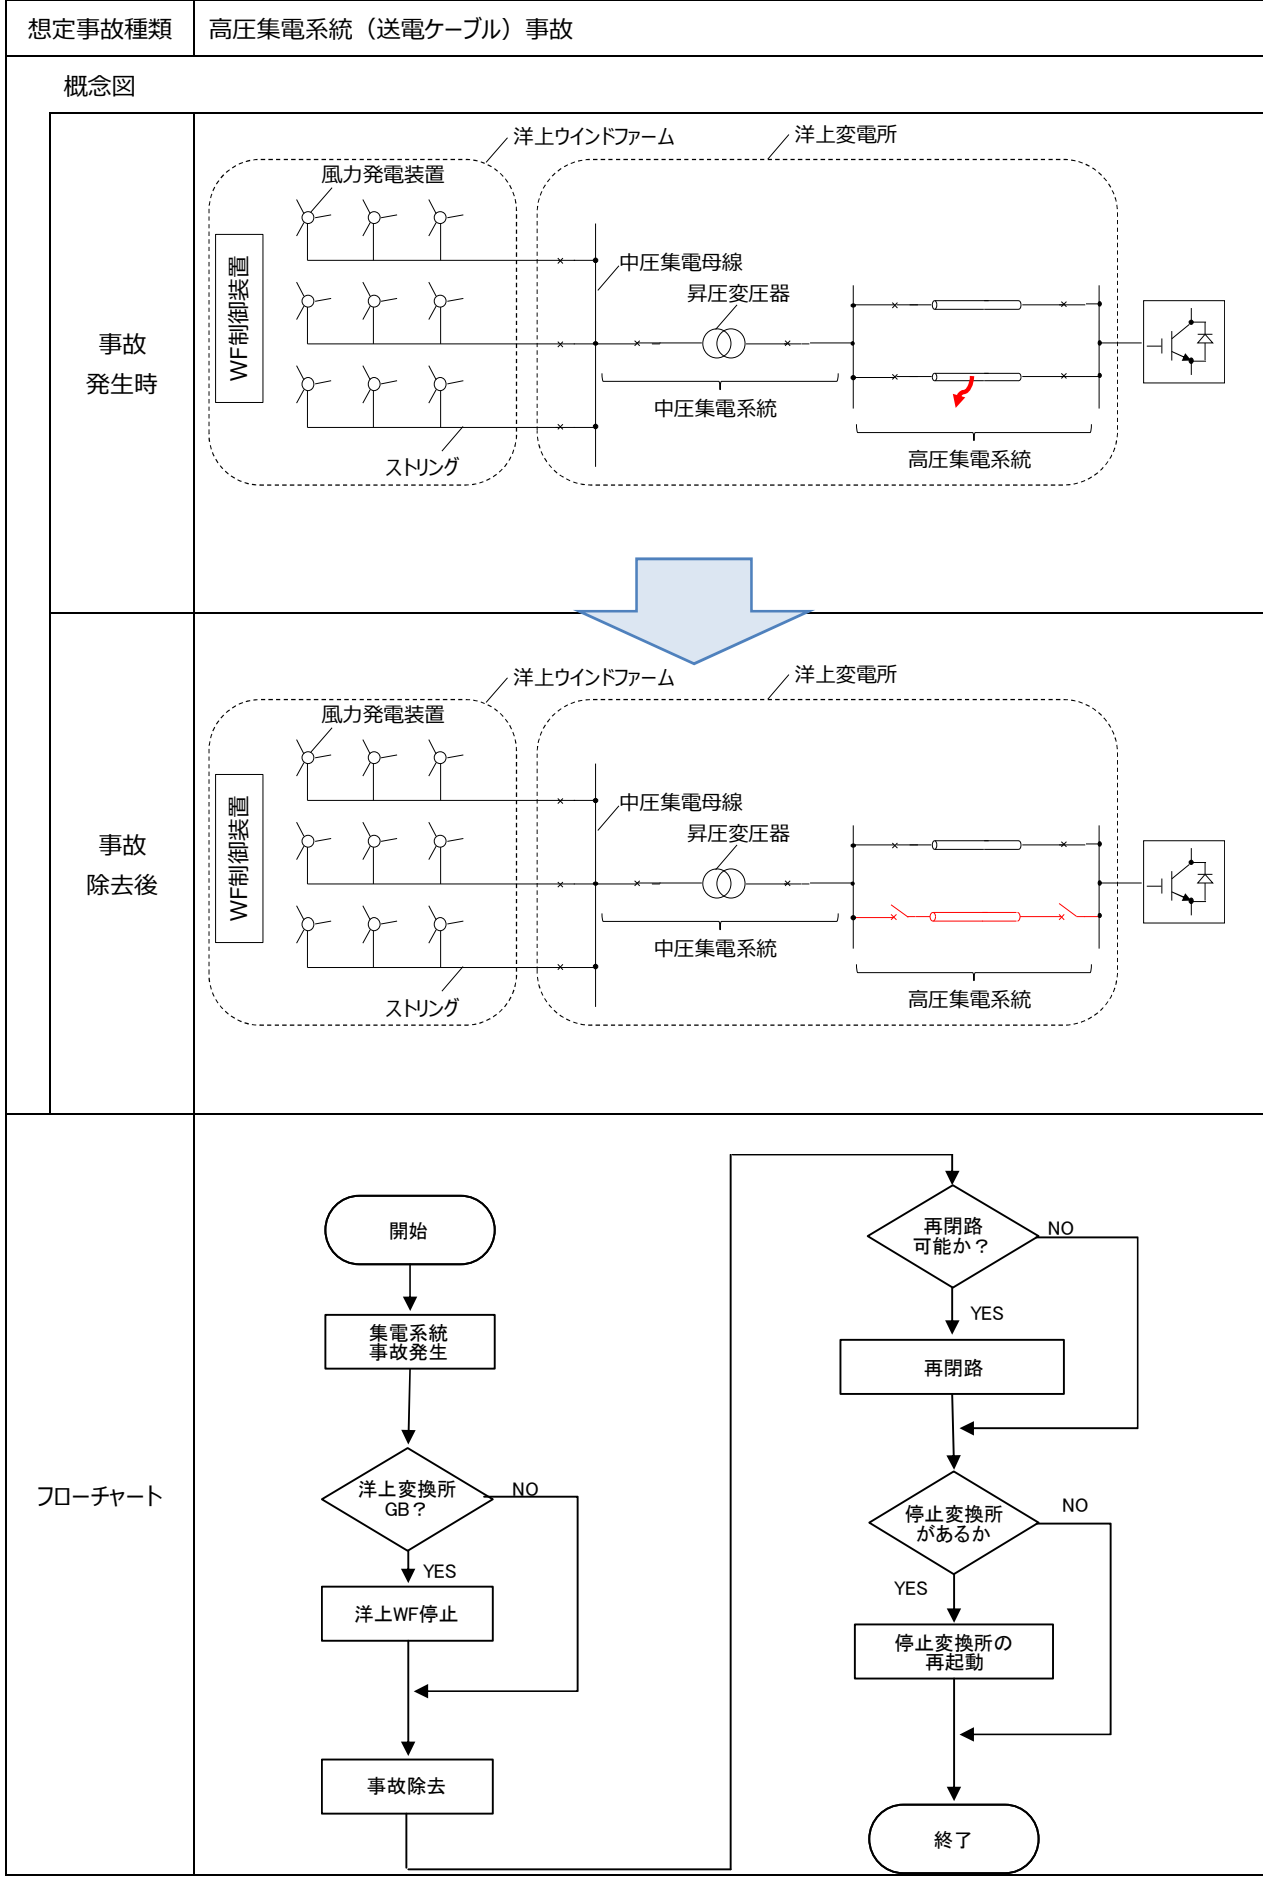 想定事故種類
高圧集電系統（送電ケーブル）事故
概念図
事故
発生時
洋上ウインドファーム
洋上変電所
風力発電装置
WF制御装置
中圧集電母線
昇圧変圧器
中圧集電系統
ストリング
高圧集電系統
事故
除去後
洋上ウインドファーム
洋上変電所
風力発電装置
WF制御装置
中圧集電母線
昇圧変圧器
中圧集電系統
ストリング
高圧集電系統
フローチャート
開始
集電系統
事故発生
洋上変換所
GB？
NO
YES
洋上WF停止
事故除去
再閉路
可能か？
NO
YES
再閉路
停止変換所
があるか
NO
YES
停止変換所の
再起動
終了